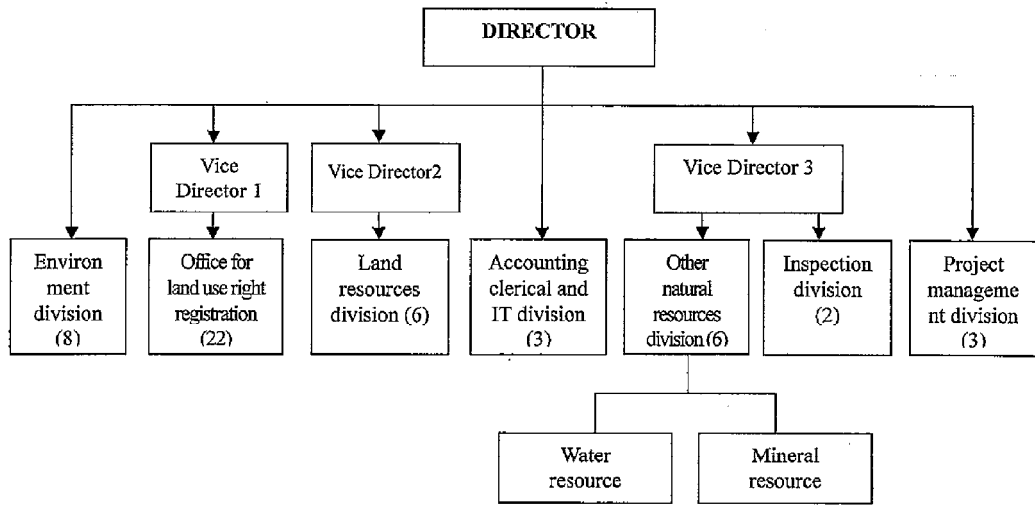 DIRECTOR
Vice
Director 1
Vice Director2
Vice Director 3
Environ
ment
division
(8)
Office for
land use right
registration
(22)
Land
resources
division (6)
Accounting
clerical and
IT division
(3)
Other
natural
resources
division (6)
Inspection
division
(2)
Project
manageme
nt division
(3)
Water
resource
Mineral
resource